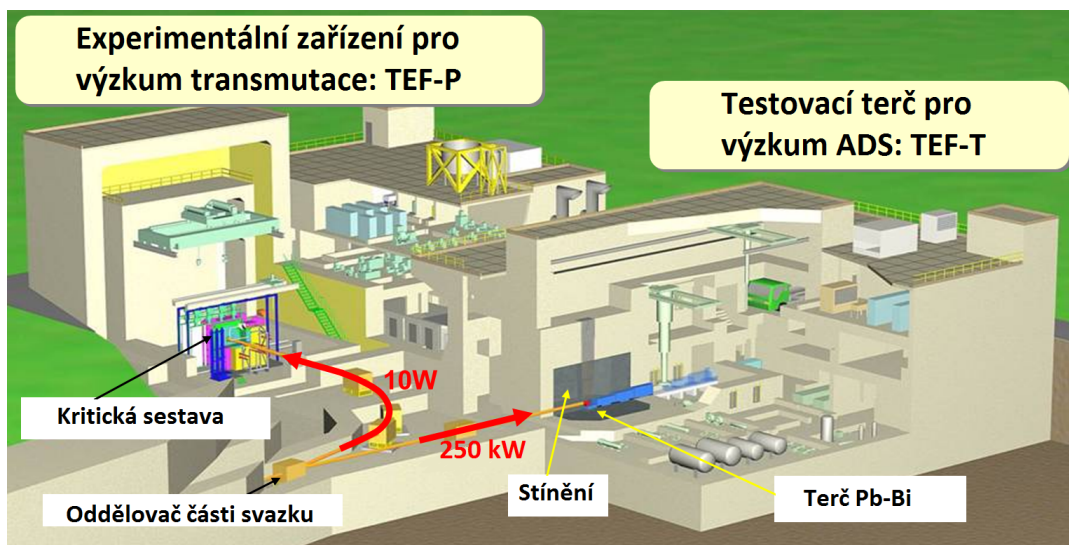 Experimentální zařízení pro
výzkum transmutace: TEF-P
Testovací terč pro
výzkum ADS: TEF-T
10W
Kritická sestava
250 kW
Stínění
Terč Pb-Bi
Oddělovač části svazku